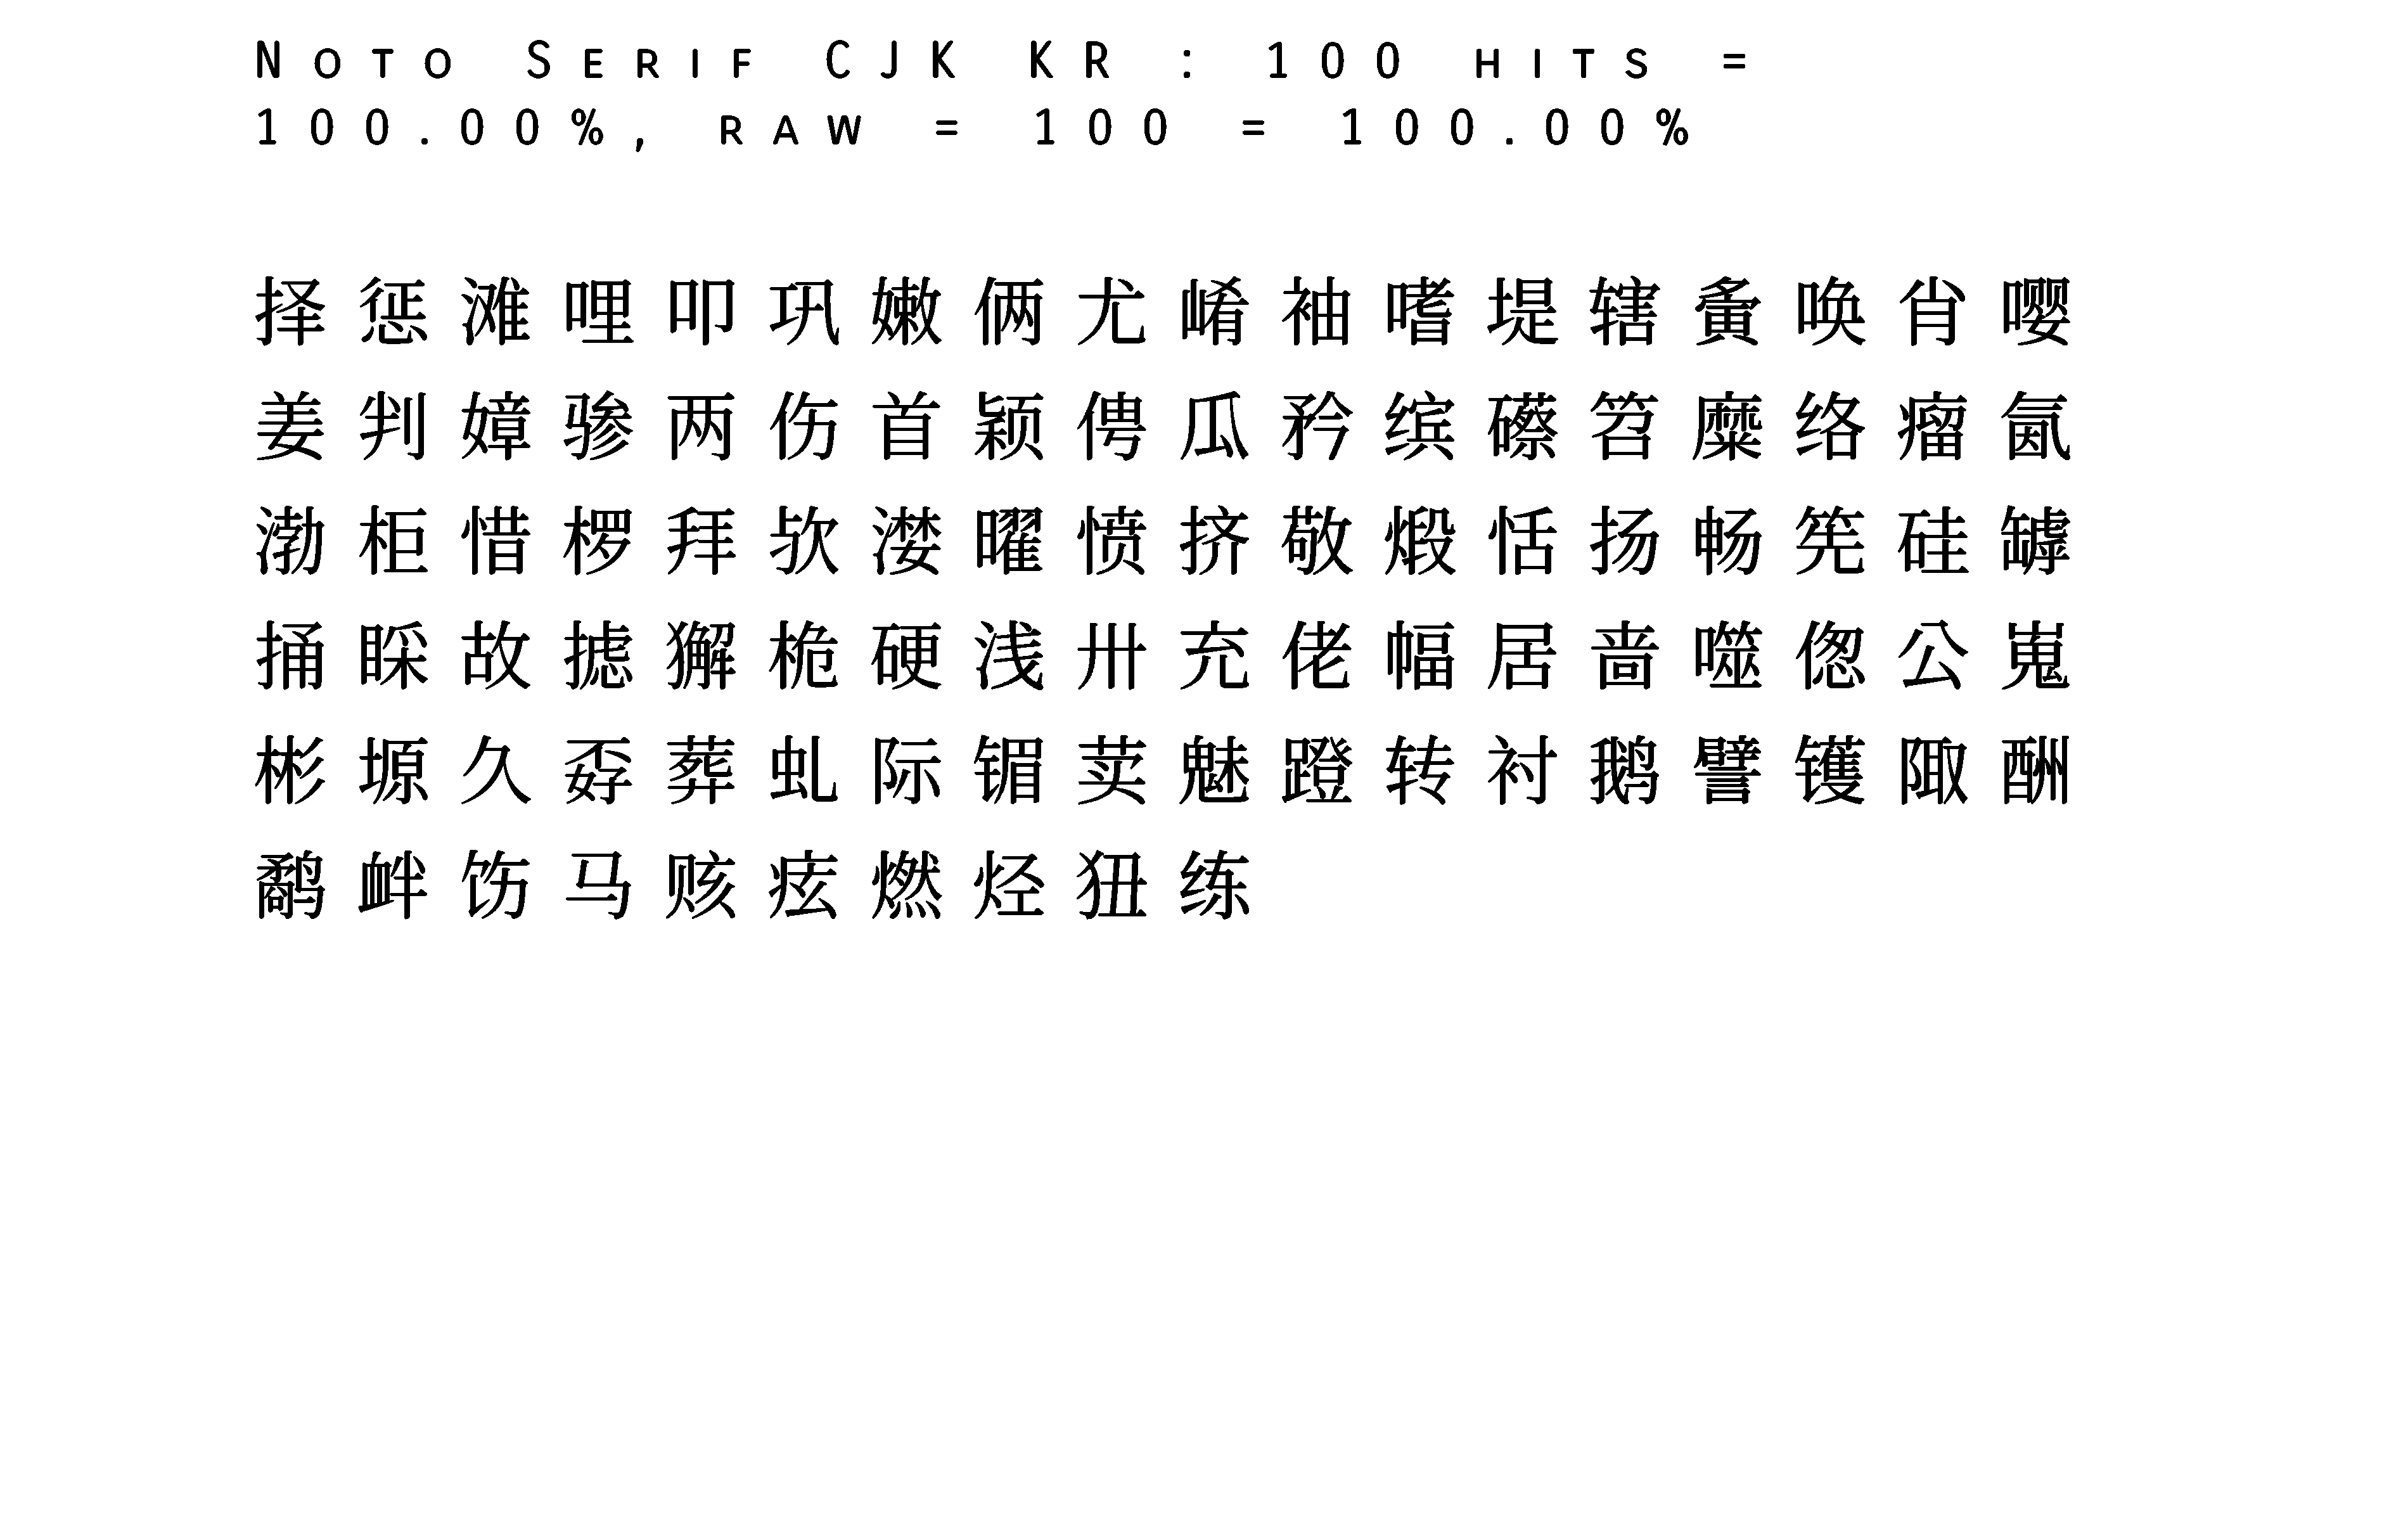 Noto Serif CJK KR : 100 hits =
100.00%, raw = 100 = 100.00%
择惩滩哩叩巩嫩俩尤崤袖嗜堤辖夤唤肖嘤
姜判嫜骖两伤首颖俜瓜矜缤礤笤糜络瘤氤
渤柜惜椤拜欤溇曜愤挤敬煅恬扬畅筅硅罅
捅睬故摅獬桅硬浅卅充佬幅居啬噬偬公嵬
彬塬久孬葬虬际镅荬魅蹬转衬鹅譬镬陬酬
鹬衅饬马赅痃燃烃狃练